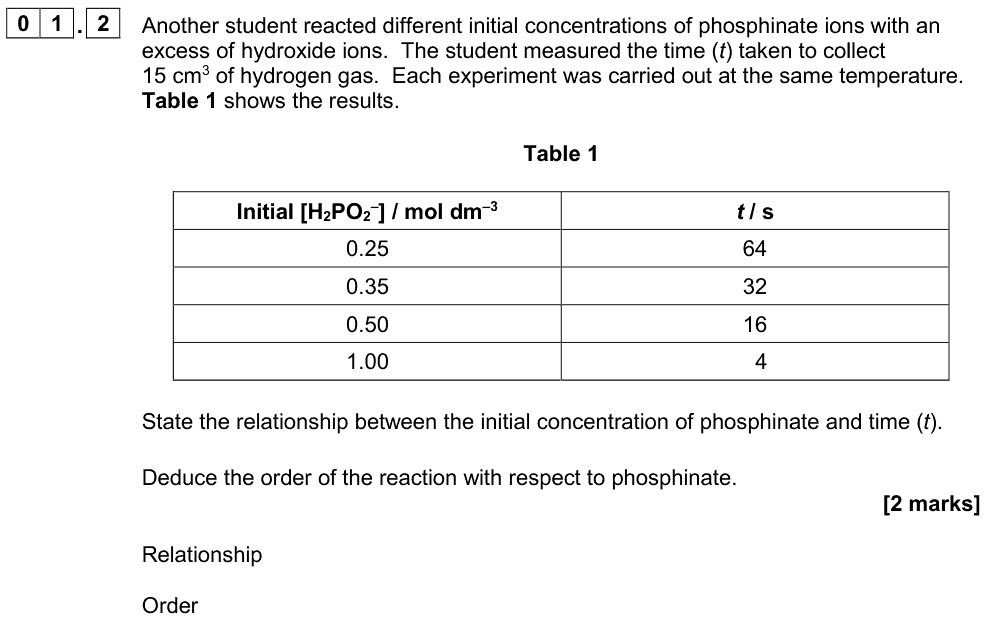 0 1 . 2 Another student reacted different initial concentrations of phosphinate ions with an
excess of hydroxide ions. The student measured the time (t) taken to collect
15 cm³ of hydrogen gas. Each experiment was carried out at the same temperature.
Table 1 shows the results.
Table 1
Initial [H₂PO₂⁻] / mol dm⁻³ t / s
0.25 64
0.35 32
0.50 16
1.00 4
State the relationship between the initial concentration of phosphinate and time (t).
Deduce the order of the reaction with respect to phosphinate.
[2 marks]
Relationship
Order